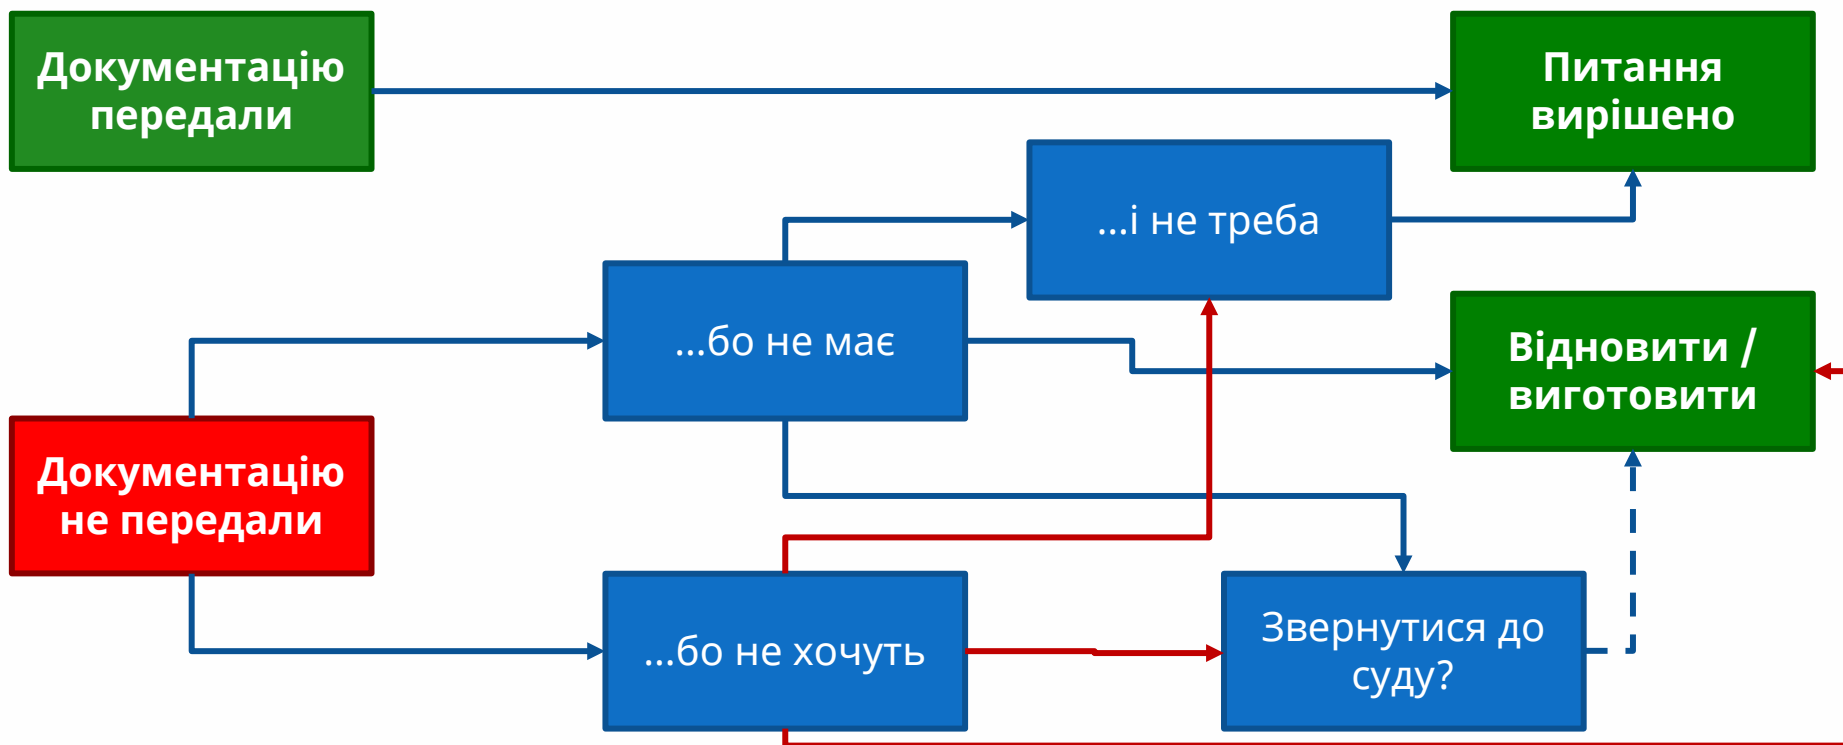 Документацію
передали
Питання
вирішено
...і не треба
...бо не має
Відновити /
виготовити
Документацію
не передали
...бо не хочуть
Звернутися до
суду?